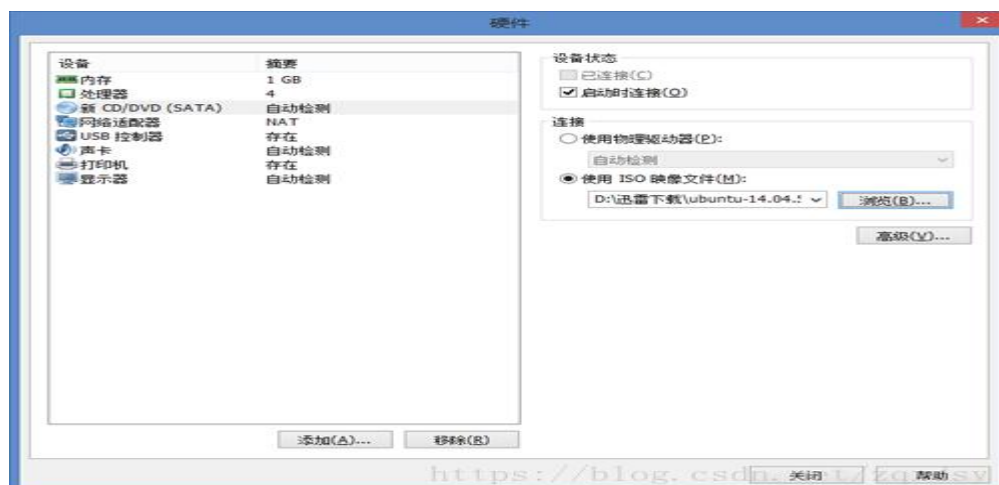 硬件
设备 摘要
内存 1 GB
处理器 4
新 CD/DVD (SATA) 自动检测
网络适配器 NAT
USB 控制器 存在
声卡 自动检测
打印机 存在
显示器 自动检测
添加(A)... 移除(R)
设备状态
已连接(C)
启动时连接(O)
连接
使用物理驱动器(P):
自动检测
使用 ISO 映像文件(M):
D:\迅雷下载\ubuntu-14.04.5 浏览(B)...
高级(V)...
关闭 帮助
https://blog.csdn.net/